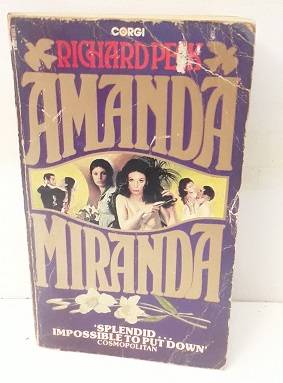 CORGI
RICHARD PECK
AMANDA
MIRANDA
'SPLENDID...
IMPOSSIBLE TO PUT DOWN'
COSMOPOLITAN